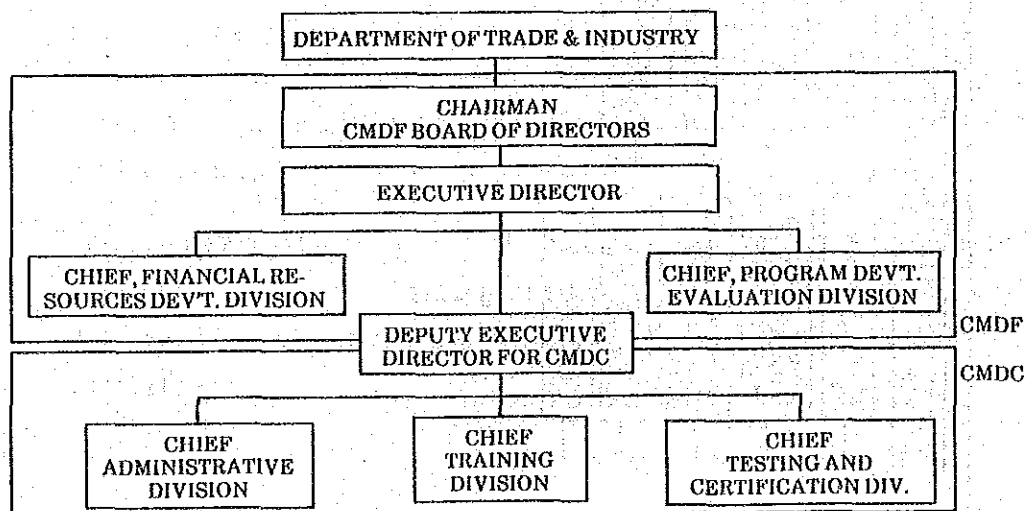 DEPARTMENT OF TRADE & INDUSTRY
CHAIRMAN
CMDF BOARD OF DIRECTORS
EXECUTIVE DIRECTOR
CHIEF, FINANCIAL RE-
SOURCES DEV'T. DIVISION
CHIEF, PROGRAM DEV'T.
EVALUATION DIVISION
DEPUTY EXECUTIVE
DIRECTOR FOR CMDC
CMDF
CMDC
CHIEF
ADMINISTRATIVE
DIVISION
CHIEF
TRAINING
DIVISION
CHIEF
TESTING AND
CERTIFICATION DIV.